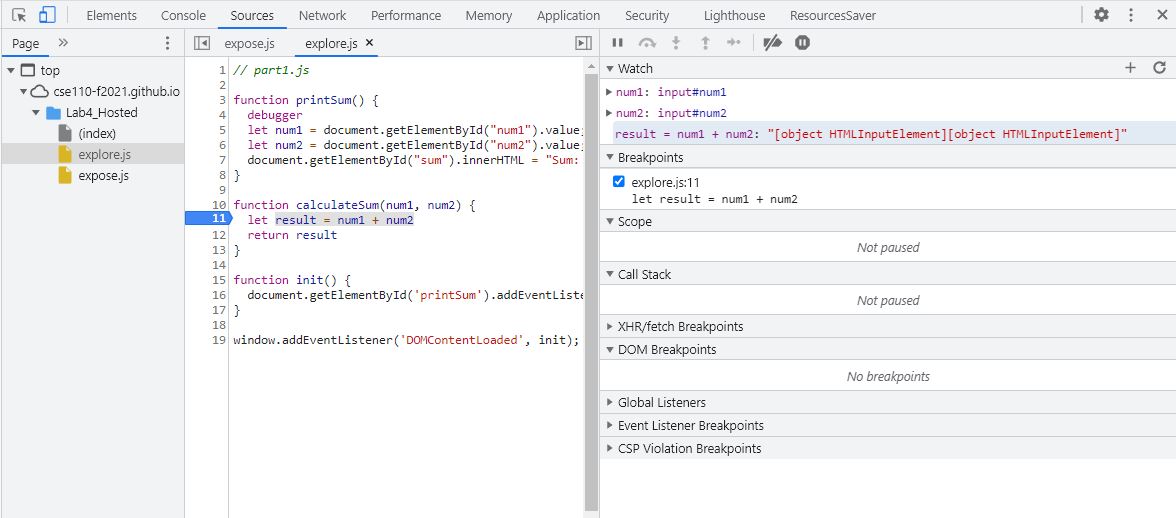 Elements Console Sources Network Performance Memory Application Security Lighthouse ResourcesSaver
Page
top
cse110-f2021.github.io
Lab4_Hosted
(index)
explore.js
expose.js
expose.js explore.js
1 // part1.js
2
3 function printSum() {
4 debugger
5 let num1 = document.getElementById("num1").value;
6 let num2 = document.getElementById("num2").value;
7 document.getElementById("sum").innerHTML = "Sum:
8 }
9
10 function calculateSum(num1, num2) {
11 let result = num1 + num2
12 return result
13 }
14
15 function init() {
16 document.getElementById('printSum').addEventListe
17 }
18
19 window.addEventListener('DOMContentLoaded', init);
Watch
num1: input#num1
num2: input#num2
result = num1 + num2: "[object HTMLInputElement][object HTMLInputElement]"
Breakpoints
explore.js:11
let result = num1 + num2
Scope
Not paused
Call Stack
Not paused
XHR/fetch Breakpoints
DOM Breakpoints
No breakpoints
Global Listeners
Event Listener Breakpoints
CSP Violation Breakpoints